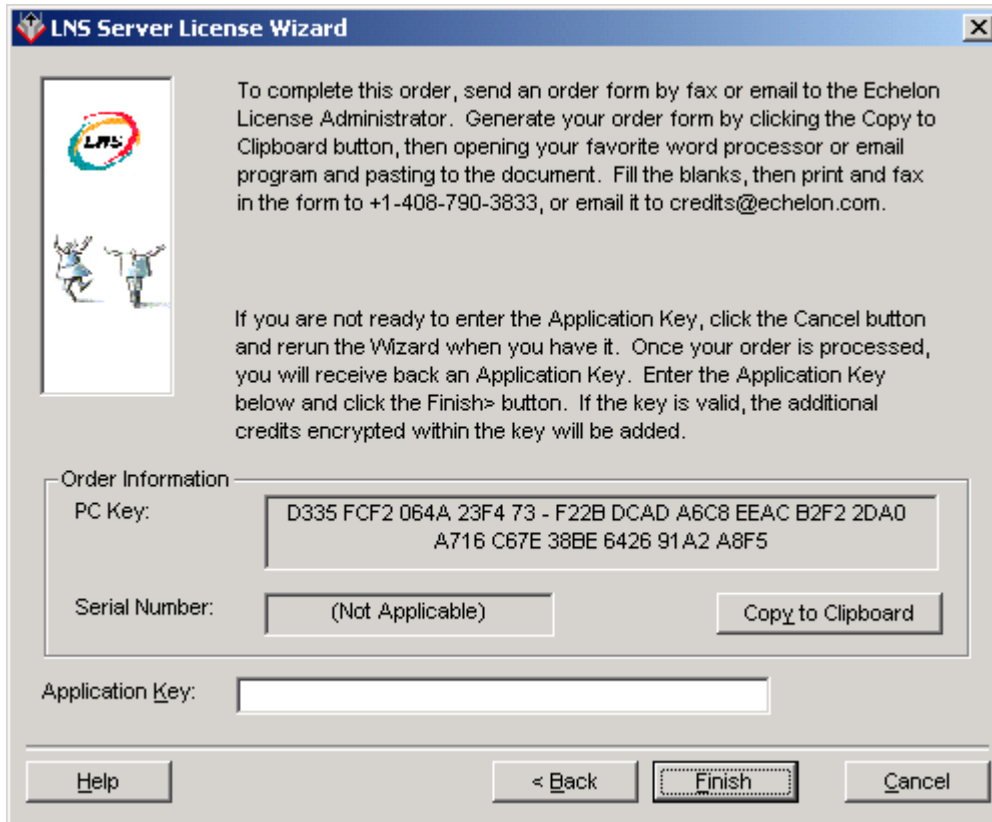 LNS Server License Wizard
LNS
To complete this order, send an order form by fax or email to the Echelon
License Administrator. Generate your order form by clicking the Copy to
Clipboard button, then opening your favorite word processor or email
program and pasting to the document. Fill the blanks, then print and fax
in the form to +1-408-790-3833, or email it to credits@echelon.com.
If you are not ready to enter the Application Key, click the Cancel button
and rerun the Wizard when you have it. Once your order is processed,
you will receive back an Application Key. Enter the Application Key
below and click the Finish> button. If the key is valid, the additional
credits encrypted within the key will be added.
Order Information
PC Key:
D335 FCF2 064A 23F4 73 - F22B DCAD A6C8 EEAC B2F2 2DA0
A716 C67E 38BE 6426 91A2 A8F5
Serial Number:
(Not Applicable)
Copy to Clipboard
Application Key:
Help
< Back
Finish
Cancel